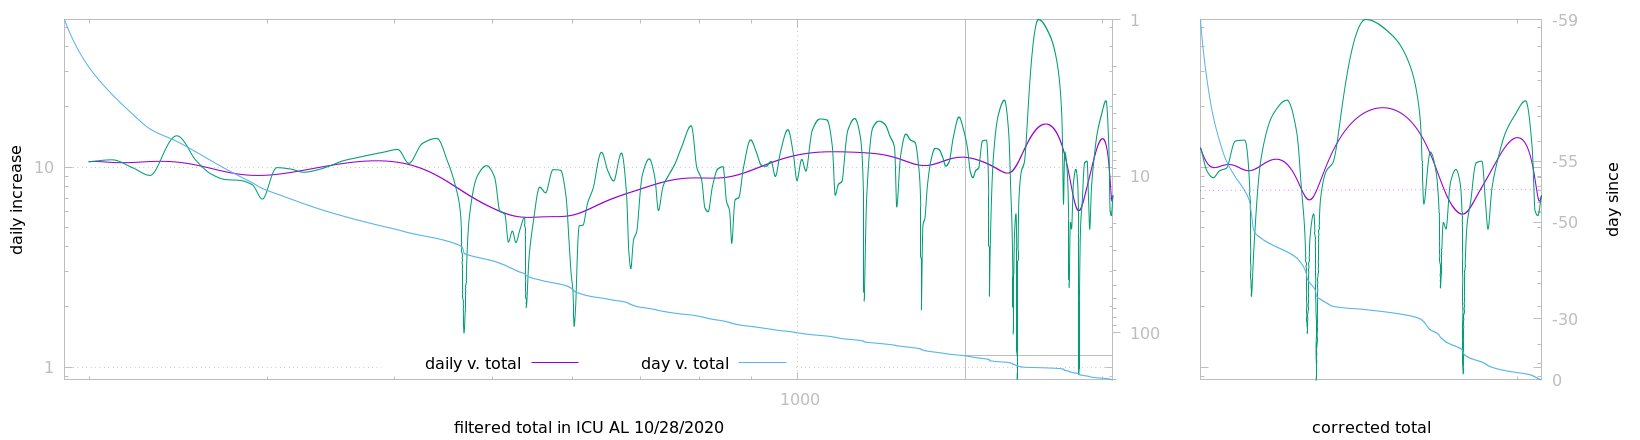 1
-59
10
-55
10
-50
daily increase
day since
100
-30
1
daily v. total
day v. total
0
1000
filtered total in ICU AL 10/28/2020
corrected total